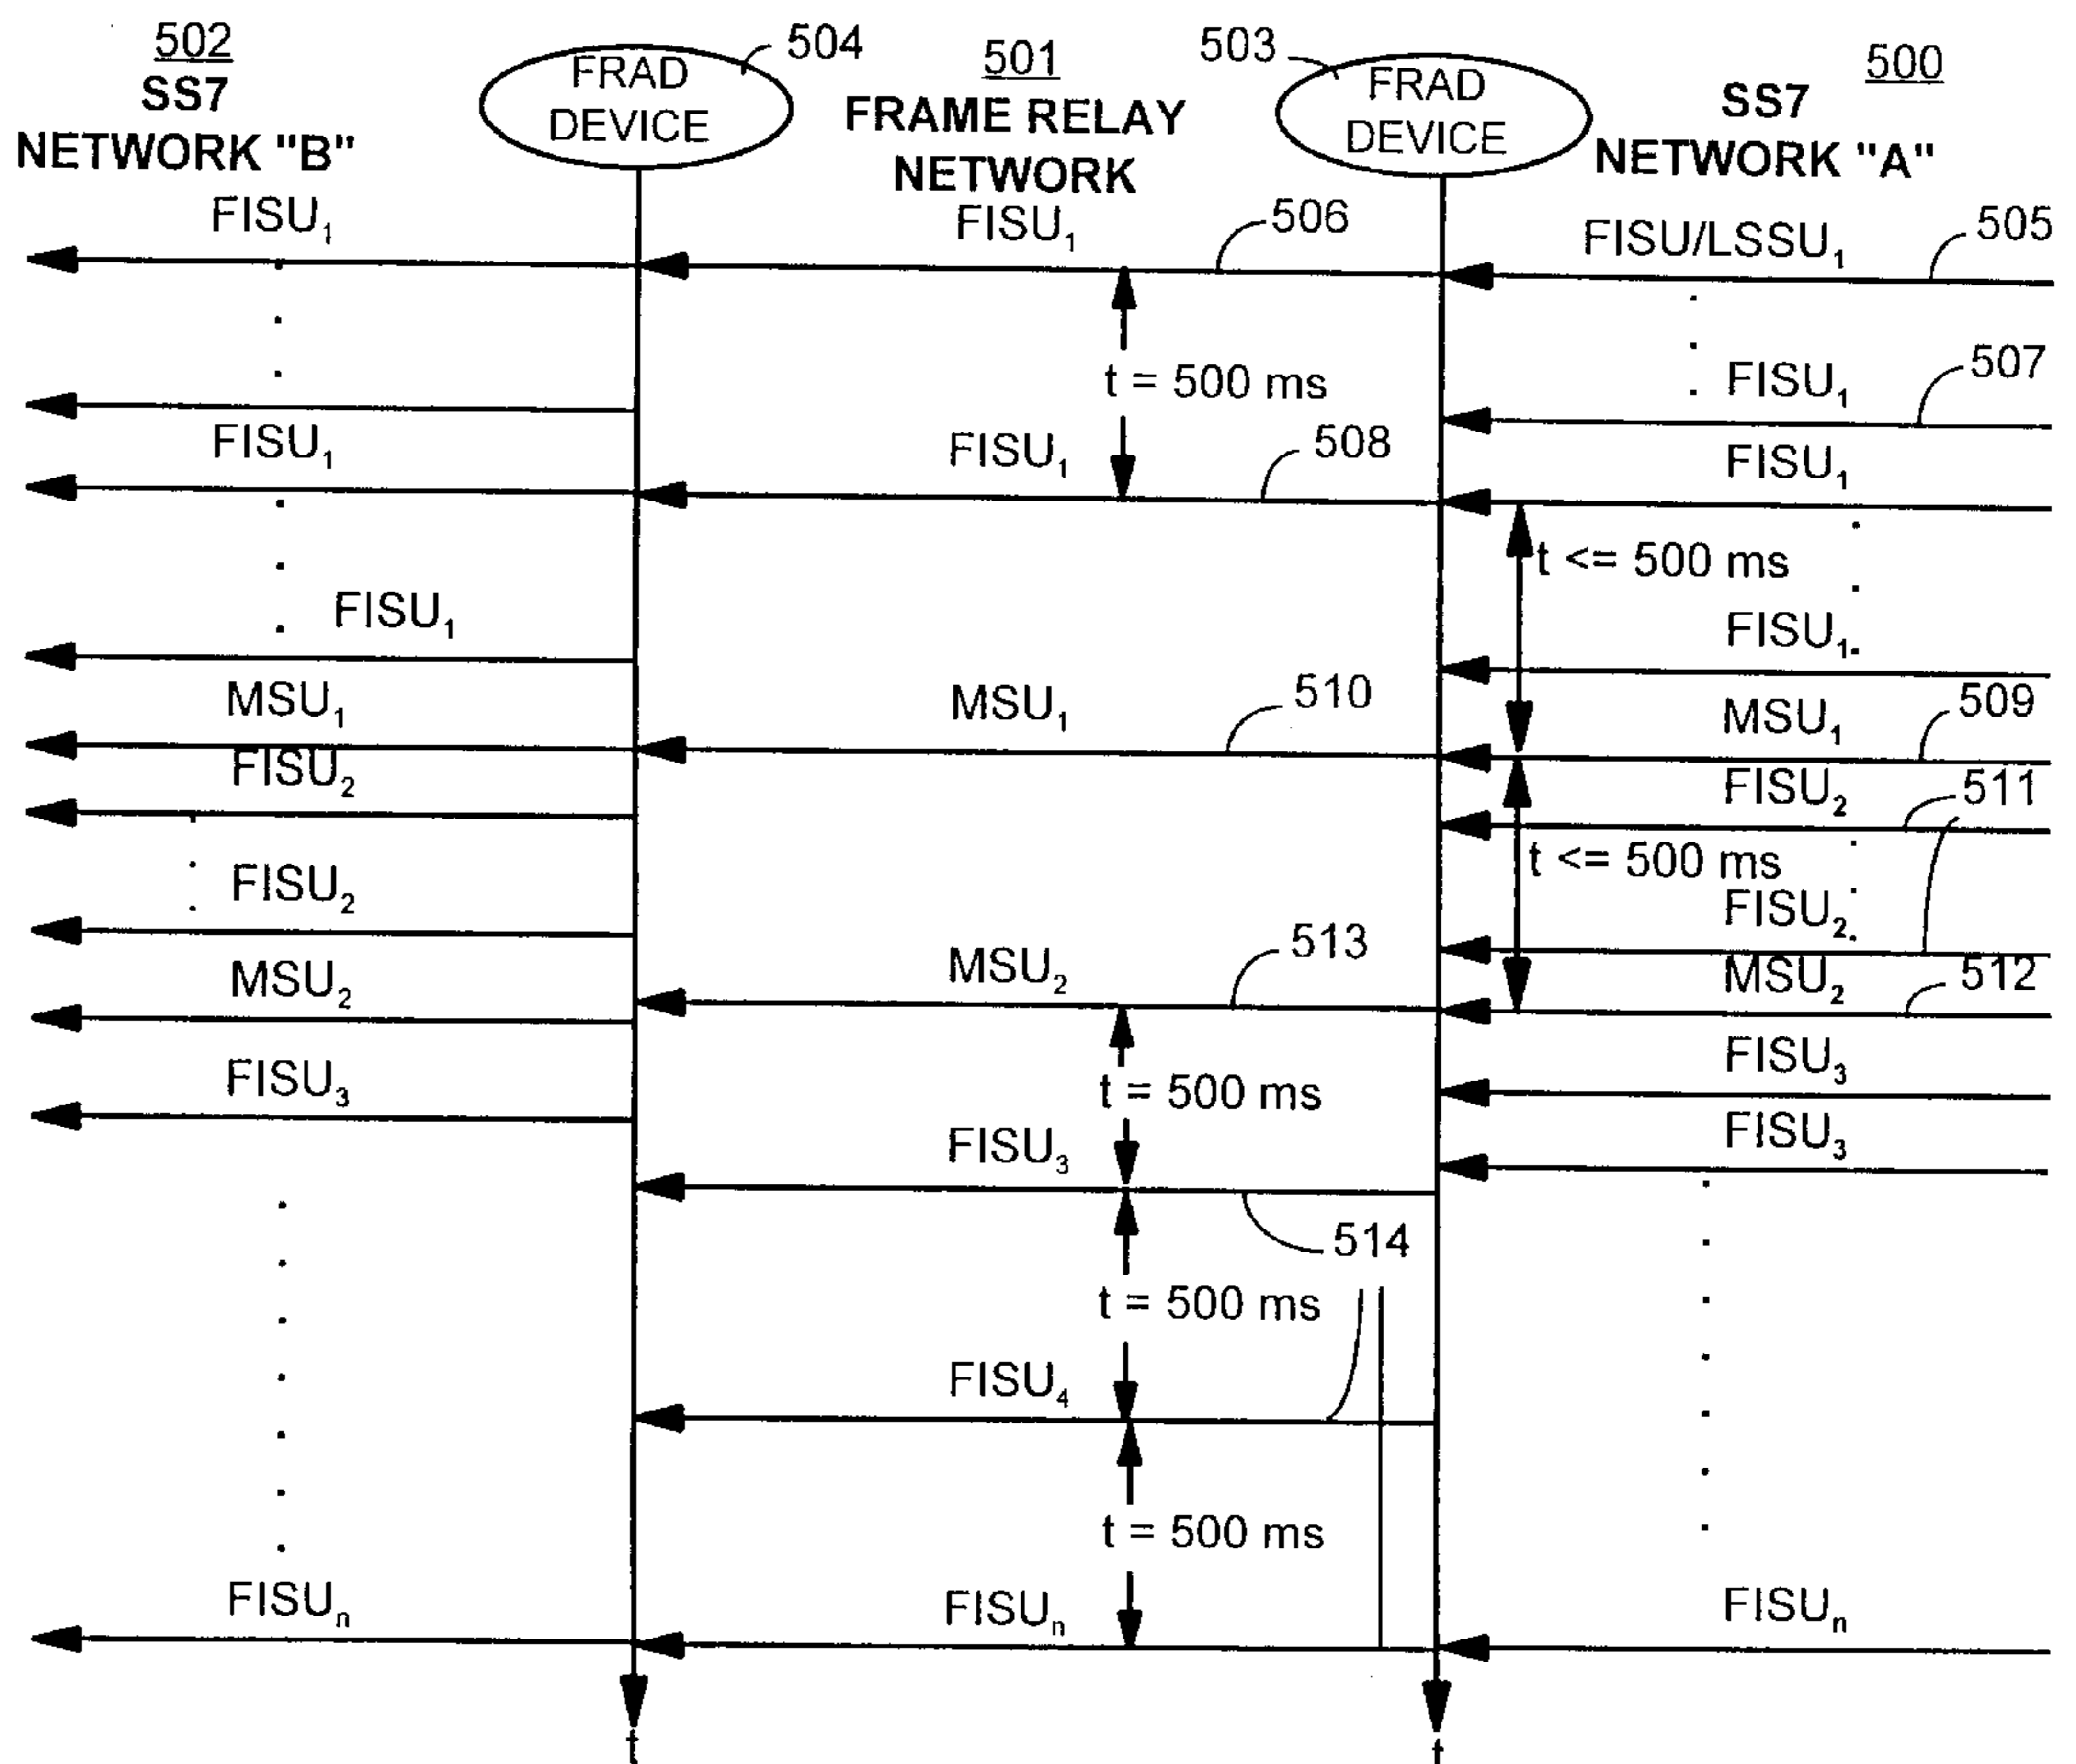 502
SS7
NETWORK "B"
504
FRAD
DEVICE
501
FRAME RELAY
NETWORK
503
FRAD
DEVICE
500
SS7
NETWORK "A"
FISU1
FISU1
506
FISU/LSSU1
505
t = 500 ms
FISU1
507
FISU1
FISU1
508
FISU1
t <= 500 ms
FISU1
FISU1
MSU1
MSU1
510
MSU1
509
FISU2
FISU2
511
t <= 500 ms
FISU2
FISU2
MSU2
MSU2
513
MSU2
512
FISU3
t = 500 ms
FISU3
FISU3
FISU3
514
t = 500 ms
FISU4
t = 500 ms
FISUn
FISUn
FISUn
t
t